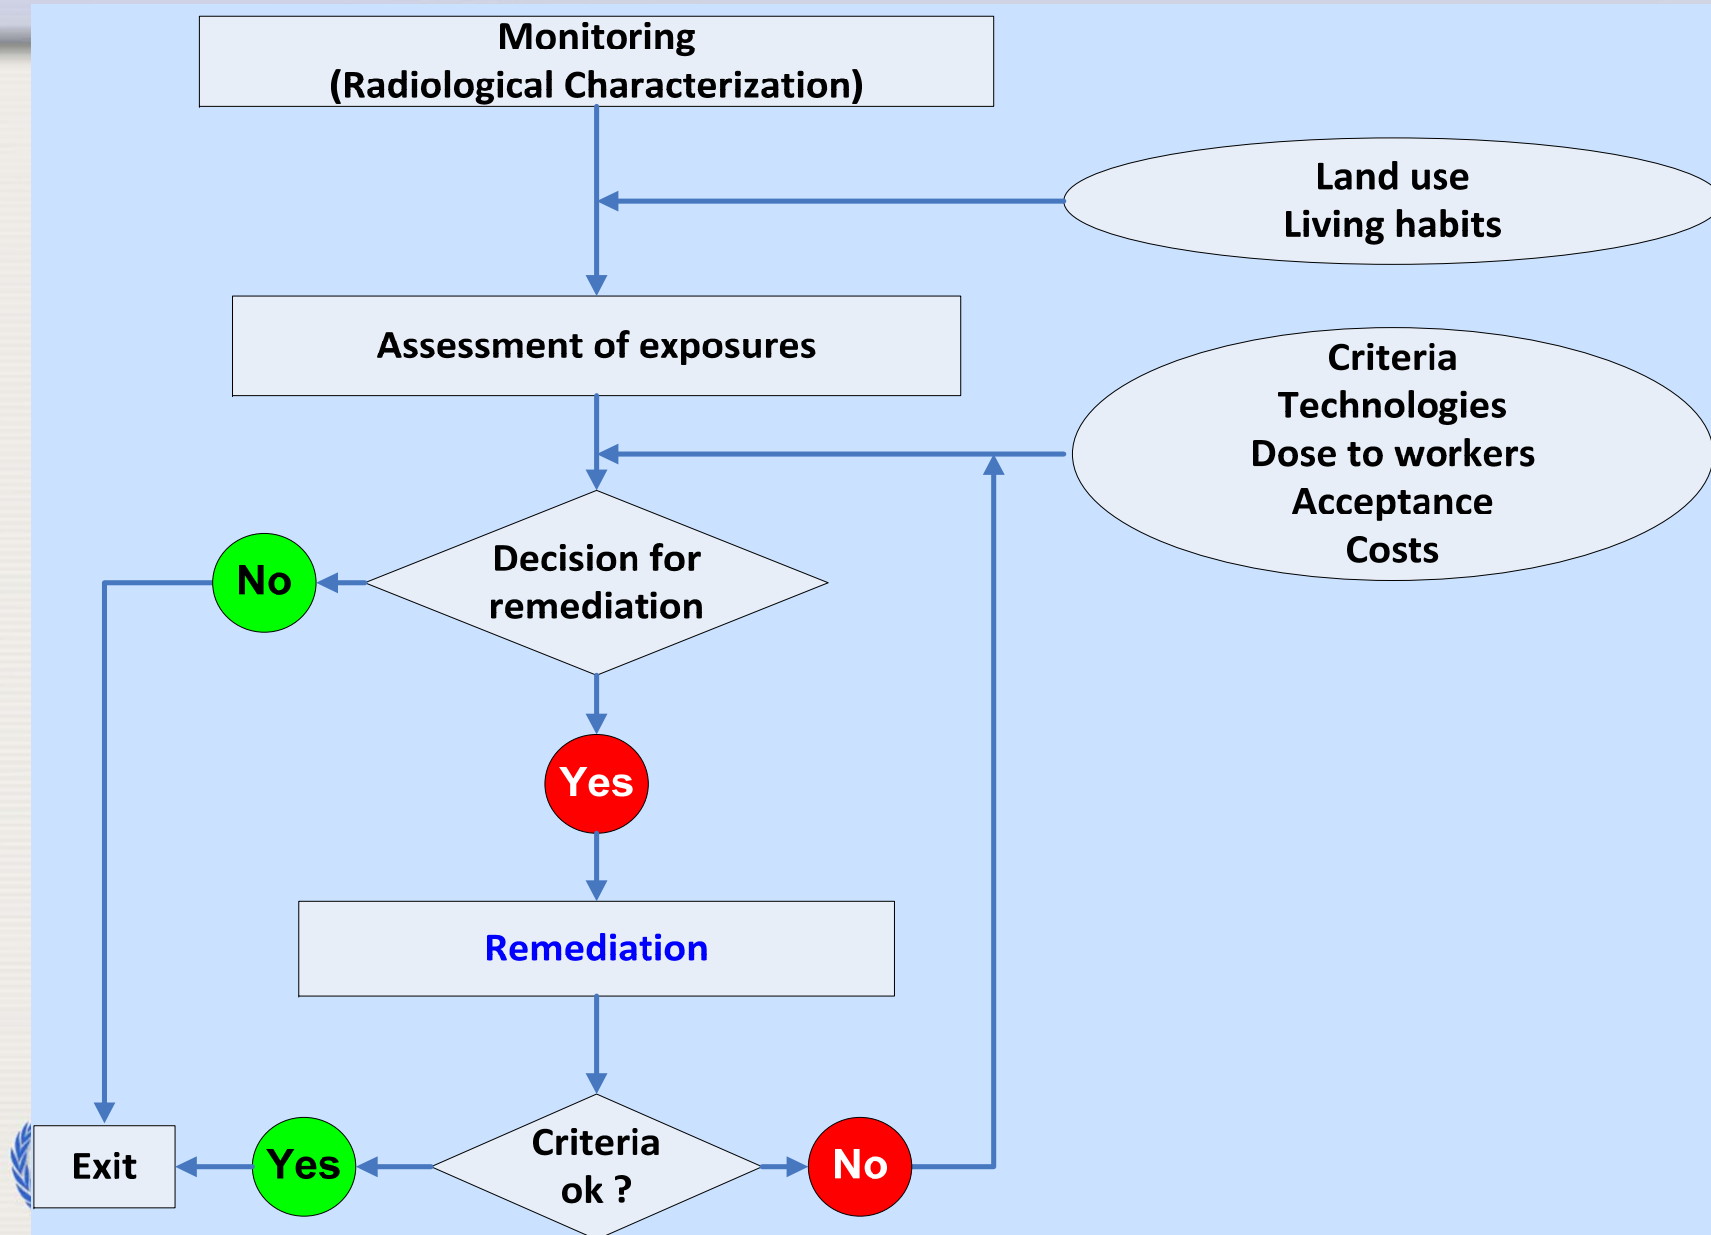 Monitoring
(Radiological Characterization)
Land use
Living habits
Assessment of exposures
Criteria
Technologies
Dose to workers
Acceptance
Costs
Decision for
remediation
No
Yes
Remediation
Criteria
ok ?
Yes
No
Exit